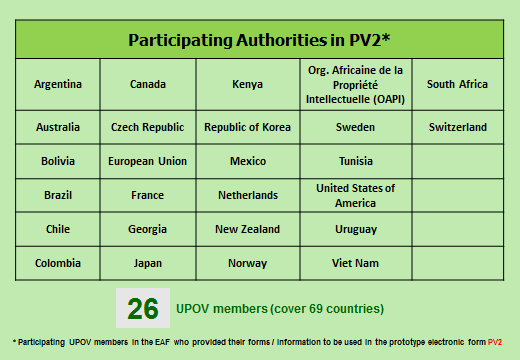 Participating Authorities in PV2*
Argentina Canada Kenya Org. Africaine de la Propriété Intellectuelle (OAPI) South Africa
Australia Czech Republic Republic of Korea Sweden Switzerland
Bolivia European Union Mexico Tunisia
Brazil France Netherlands United States of America
Chile Georgia New Zealand Uruguay
Colombia Japan Norway Viet Nam
26 UPOV members (cover 69 countries)
* Participating UPOV members in the EAF who provided their forms / information to be used in the prototype electronic form PV2